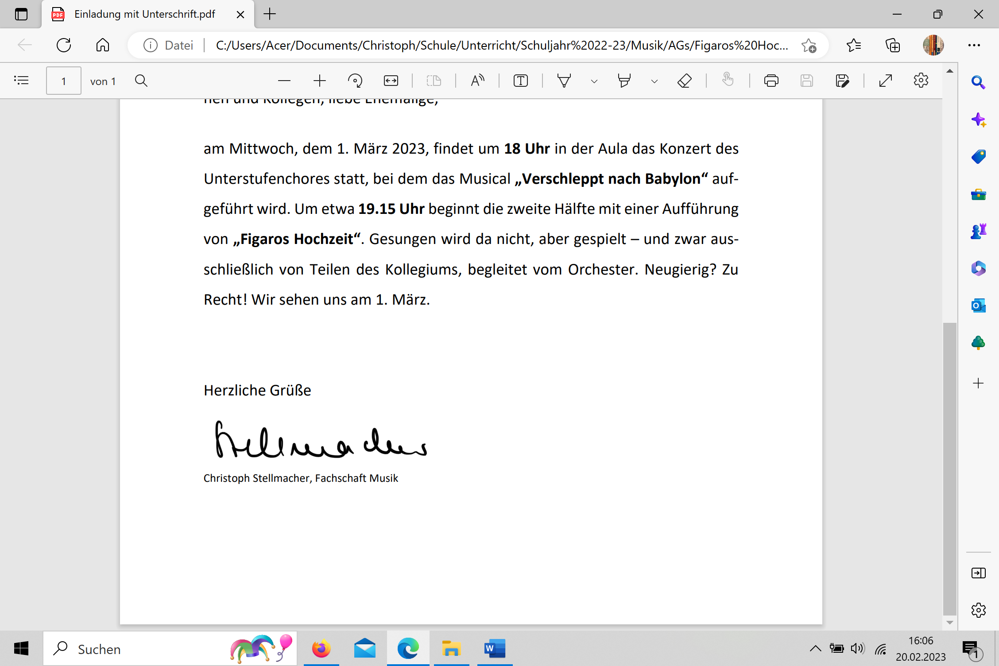 Einladung mit Unterschrift.pdf
Datei
C:/Users/Acer/Documents/Christoph/Schule/Unterricht/Schuljahr%2022-23/Musik/AGs/Figaros%20Hoc...
1 von 1
nen und Kollegen, liebe Ehemalige,
am Mittwoch, dem 1. März 2023, findet um 18 Uhr in der Aula das Konzert des
Unterstufenchores statt, bei dem das Musical „Verschleppt nach Babylon“ auf-
geführt wird. Um etwa 19.15 Uhr beginnt die zweite Hälfte mit einer Aufführung
von „Figaros Hochzeit“. Gesungen wird da nicht, aber gespielt – und zwar aus-
schließlich von Teilen des Kollegiums, begleitet vom Orchester. Neugierig? Zu
Recht! Wir sehen uns am 1. März.
Herzliche Grüße
Stellmacher
Christoph Stellmacher, Fachschaft Musik
Suchen
16:06
20.02.2023
1